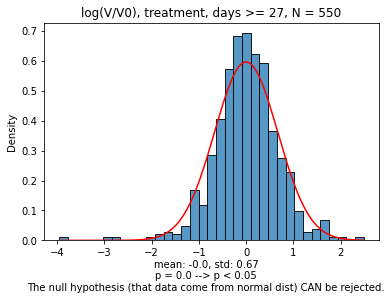 log(V/V0), treatment, days >= 27, N = 550
0.7
0.6
0.5
0.4
0.3
0.2
0.1
0.0
Density
−4 −3 −2 −1 0 1 2
mean: -0.0, std: 0.67
p = 0.0 --> p < 0.05
The null hypothesis (that data come from normal dist) CAN be rejected.